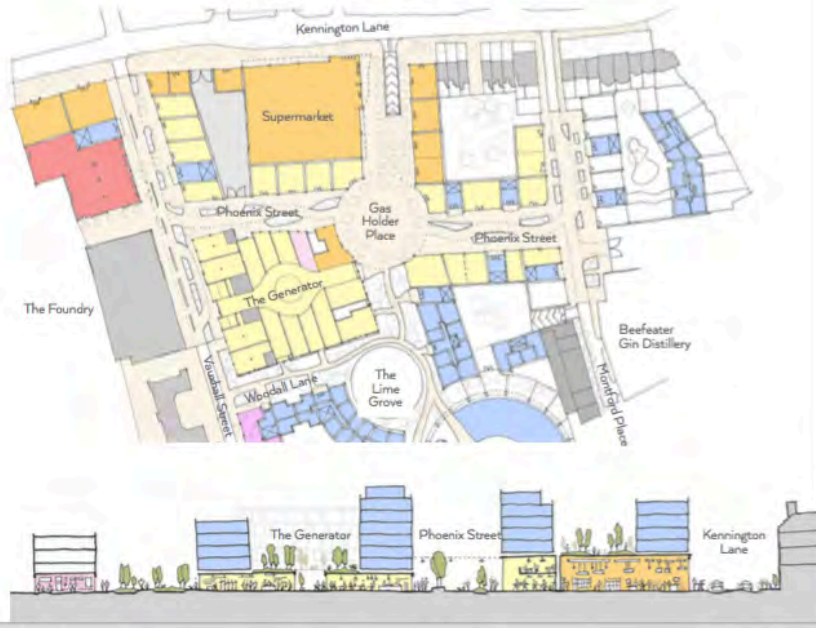 Kennington Lane
Supermarket
Phoenix Street
Gas
Holder
Place
Phoenix Street
The Generator
The Foundry
Beefeater
Gin Distillery
Vauxhall Street
Woodall Lane
The
Lime
Grove
Montford Place
The Generator
Phoenix Street
Kennington
Lane